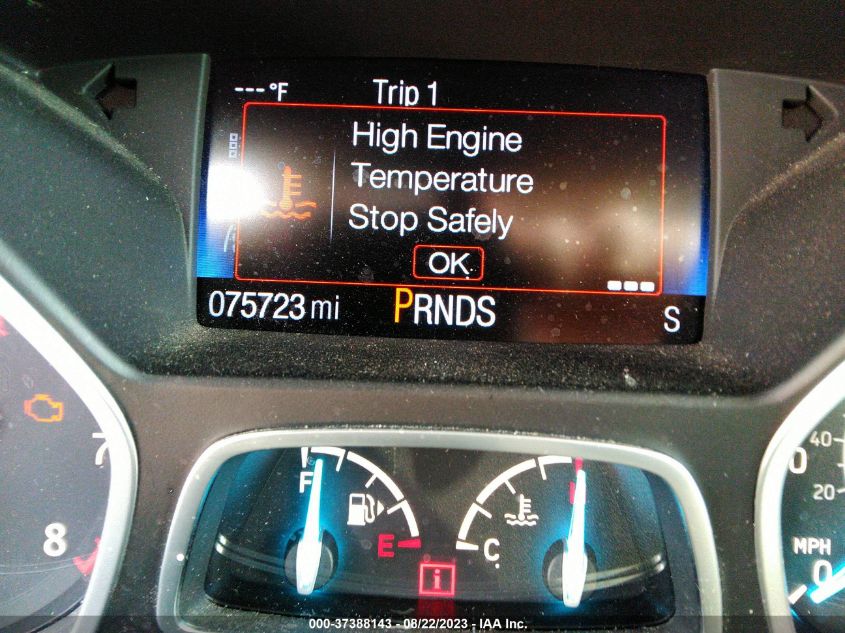 ---°F Trip 1
High Engine
Temperature
Stop Safely
OK
075723 mi PRNDS S
7
8
F
E
C
i
40
20
0
MPH
0
000-37388143 - 08/22/2023 - IAA Inc.